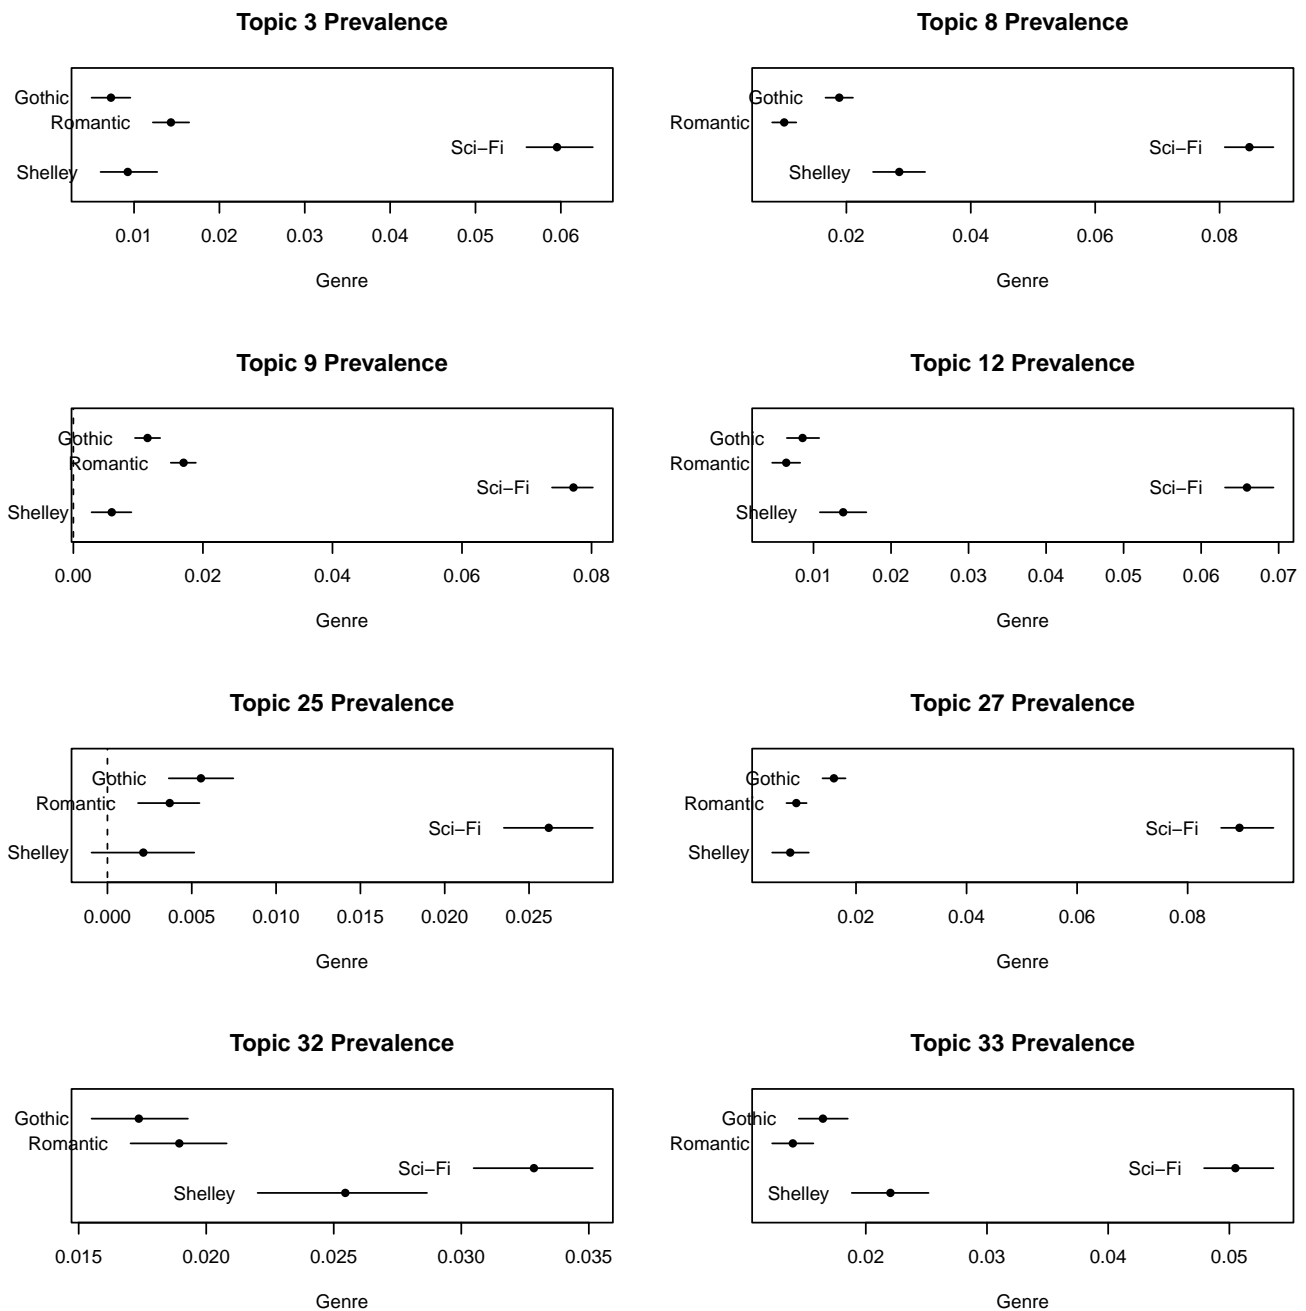 Topic 3 Prevalence
Gothic
Romantic
Sci−Fi
Shelley
0.01 0.02 0.03 0.04 0.05 0.06
Genre
Topic 8 Prevalence
Gothic
Romantic
Sci−Fi
Shelley
0.02 0.04 0.06 0.08
Genre
Topic 9 Prevalence
Gothic
Romantic
Sci−Fi
Shelley
0.00 0.02 0.04 0.06 0.08
Genre
Topic 12 Prevalence
Gothic
Romantic
Sci−Fi
Shelley
0.01 0.02 0.03 0.04 0.05 0.06 0.07
Genre
Topic 25 Prevalence
Gothic
Romantic
Sci−Fi
Shelley
0.000 0.005 0.010 0.015 0.020 0.025
Genre
Topic 27 Prevalence
Gothic
Romantic
Sci−Fi
Shelley
0.02 0.04 0.06 0.08
Genre
Topic 32 Prevalence
Gothic
Romantic
Sci−Fi
Shelley
0.015 0.020 0.025 0.030 0.035
Genre
Topic 33 Prevalence
Gothic
Romantic
Sci−Fi
Shelley
0.02 0.03 0.04 0.05
Genre